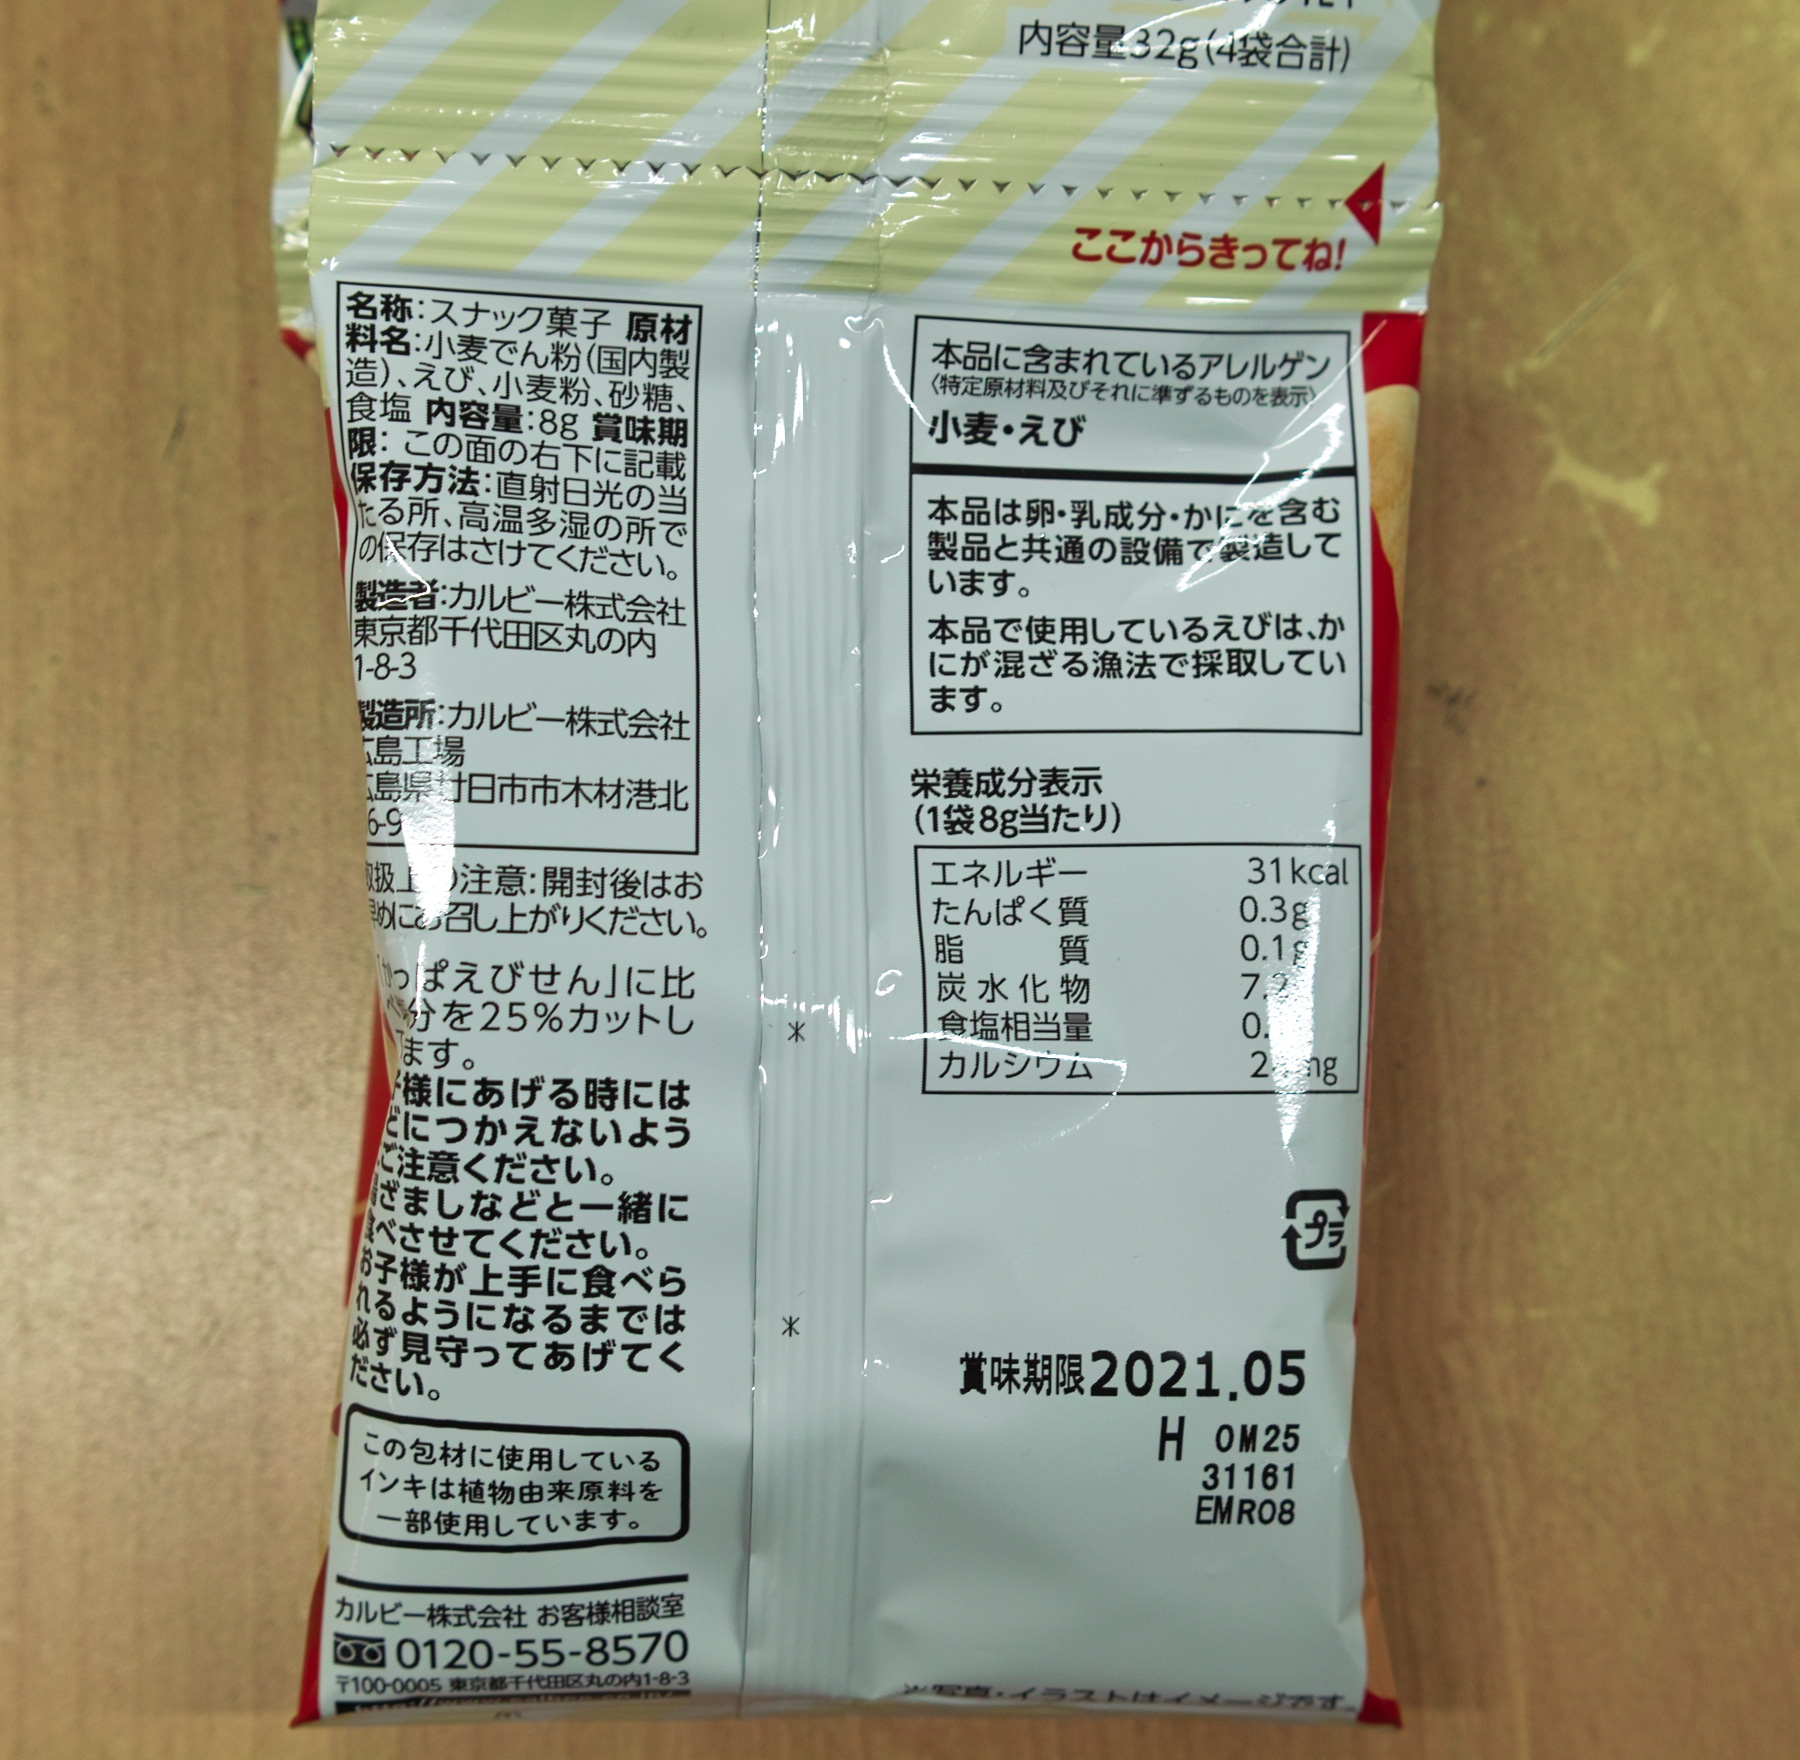 内容量32g(4袋合計)
ここからきってね!
名称:スナック菓子 原材
料名:小麦でん粉(国内製
造)、えび、小麦粉、砂糖、
食塩 内容量:8g 賞味期
限: この面の右下に記載
保存方法:直射日光の当
たる所、高温多湿の所で
の保存はさけてください。
製造者:カルビー株式会社
東京都千代田区丸の内
1-8-3
製造所:カルビー株式会社
広島工場
広島県廿日市市木材港北
6-9
取扱上の注意:開封後はお
早めにお召し上がりください。
「かっぱえびせん」に比
分を25%カットし
ます。
様にあげる時には
どにつかえないよう
ご注意ください。
ざましなどと一緒に
食べさせてください。
お子様が上手に食べら
れるようになるまでは
必ず見守ってあげてく
ださい。
この包材に使用している
インキは植物由来原料を
一部使用しています。
カルビー株式会社 お客様相談室
0120-55-8570
〒100-0005 東京都千代田区丸の内1-8-3
本品に含まれているアレルゲン
〈特定原材料及びそれに準ずるものを表示〉
小麦・えび
本品は卵・乳成分・かにを含む
製品と共通の設備で製造して
います。
本品で使用しているえびは、か
にが混ざる漁法で採取してい
ます。
栄養成分表示
(1袋8g当たり)
エネルギー 31kcal
たんぱく質 0.3g
脂質 0.1g
炭水化物
食塩相当量
カルシウム
プラ
賞味期限2021.05
H 0M25
31161
EMR08
※写真・イラストはイメージです。